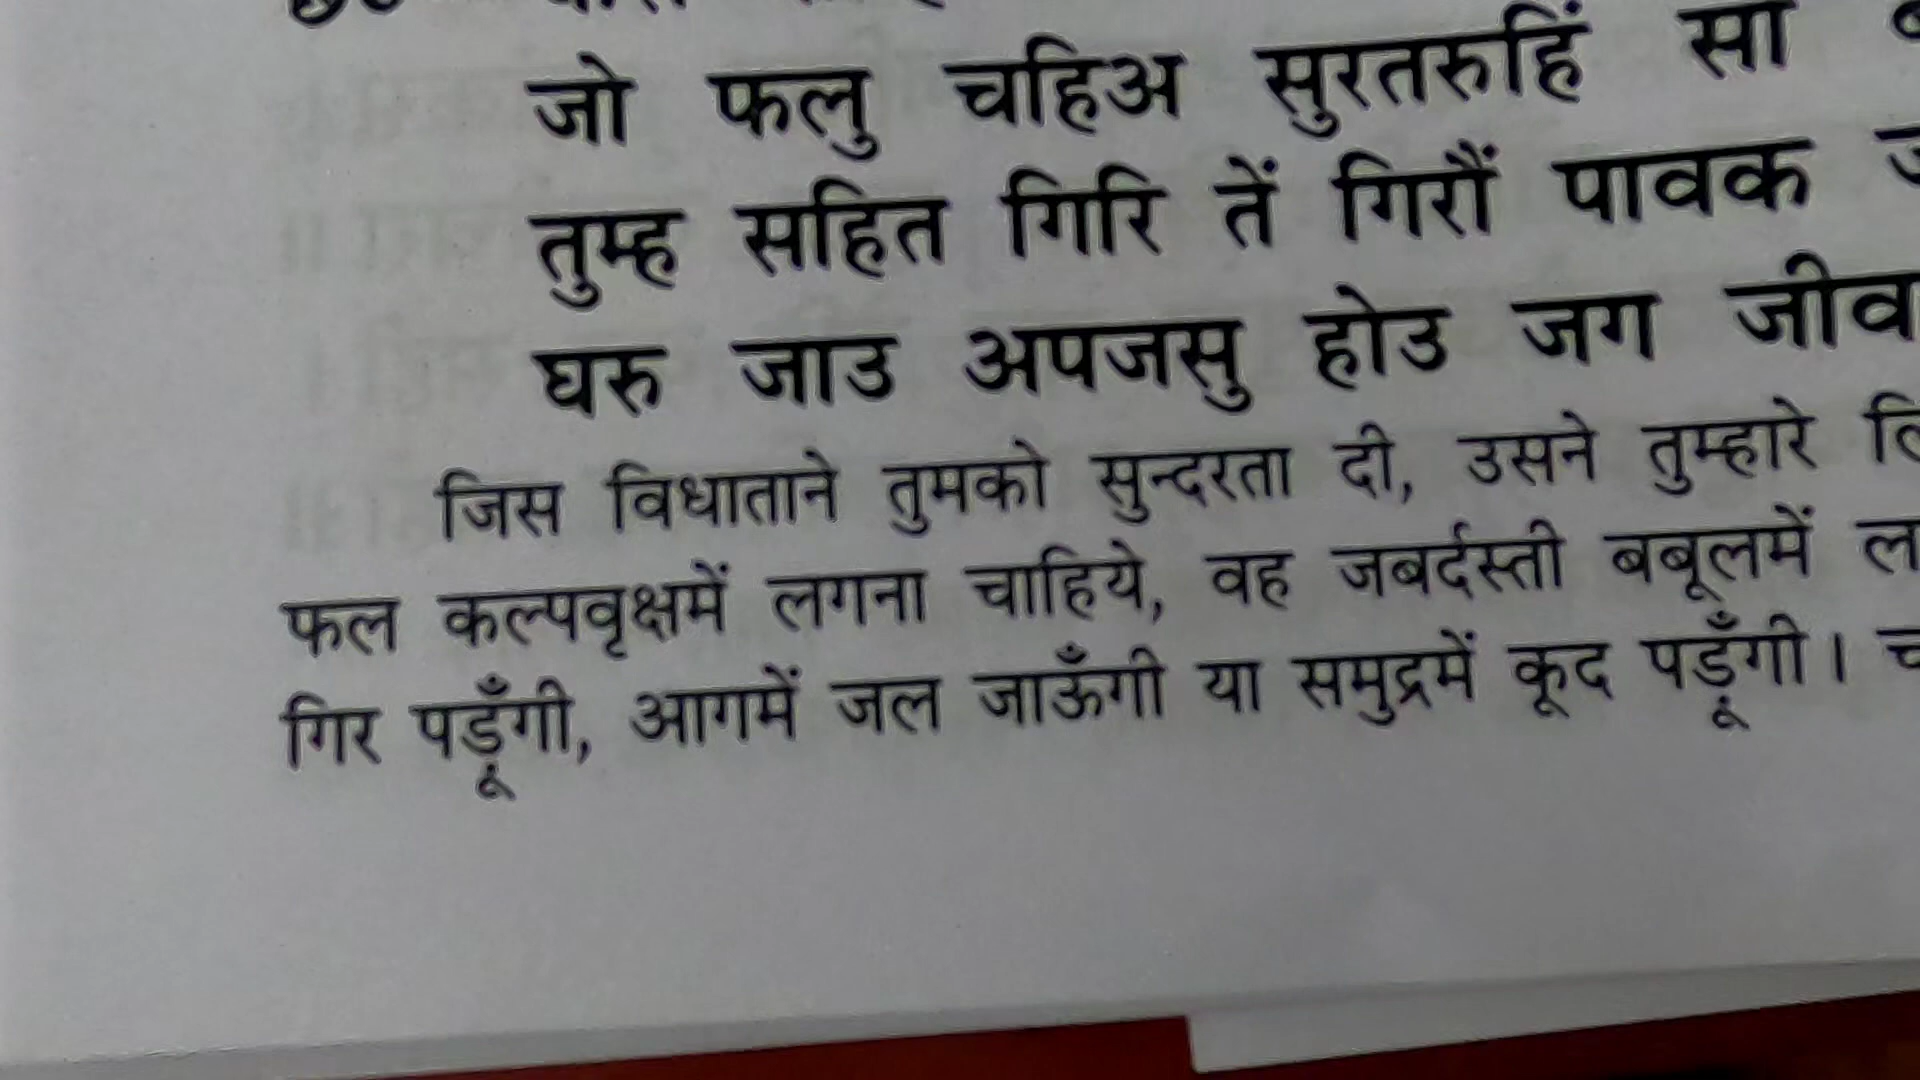 जो फलु चहिअ सुरतरुहिं सो
तुम्ह सहित गिरि तें गिरौं पावक
घरु जाउ अपजसु होउ जग
जिस विधाताने तुमको सुन्दरता दी, उसने तुम्हारे
फल कल्पवृक्षमें लगना चाहिये, वह जबर्दस्ती बबूलमें
गिर पड़ूँगी, आगमें जल जाऊँगी या समुद्रमें कूद पड़ूँगी।